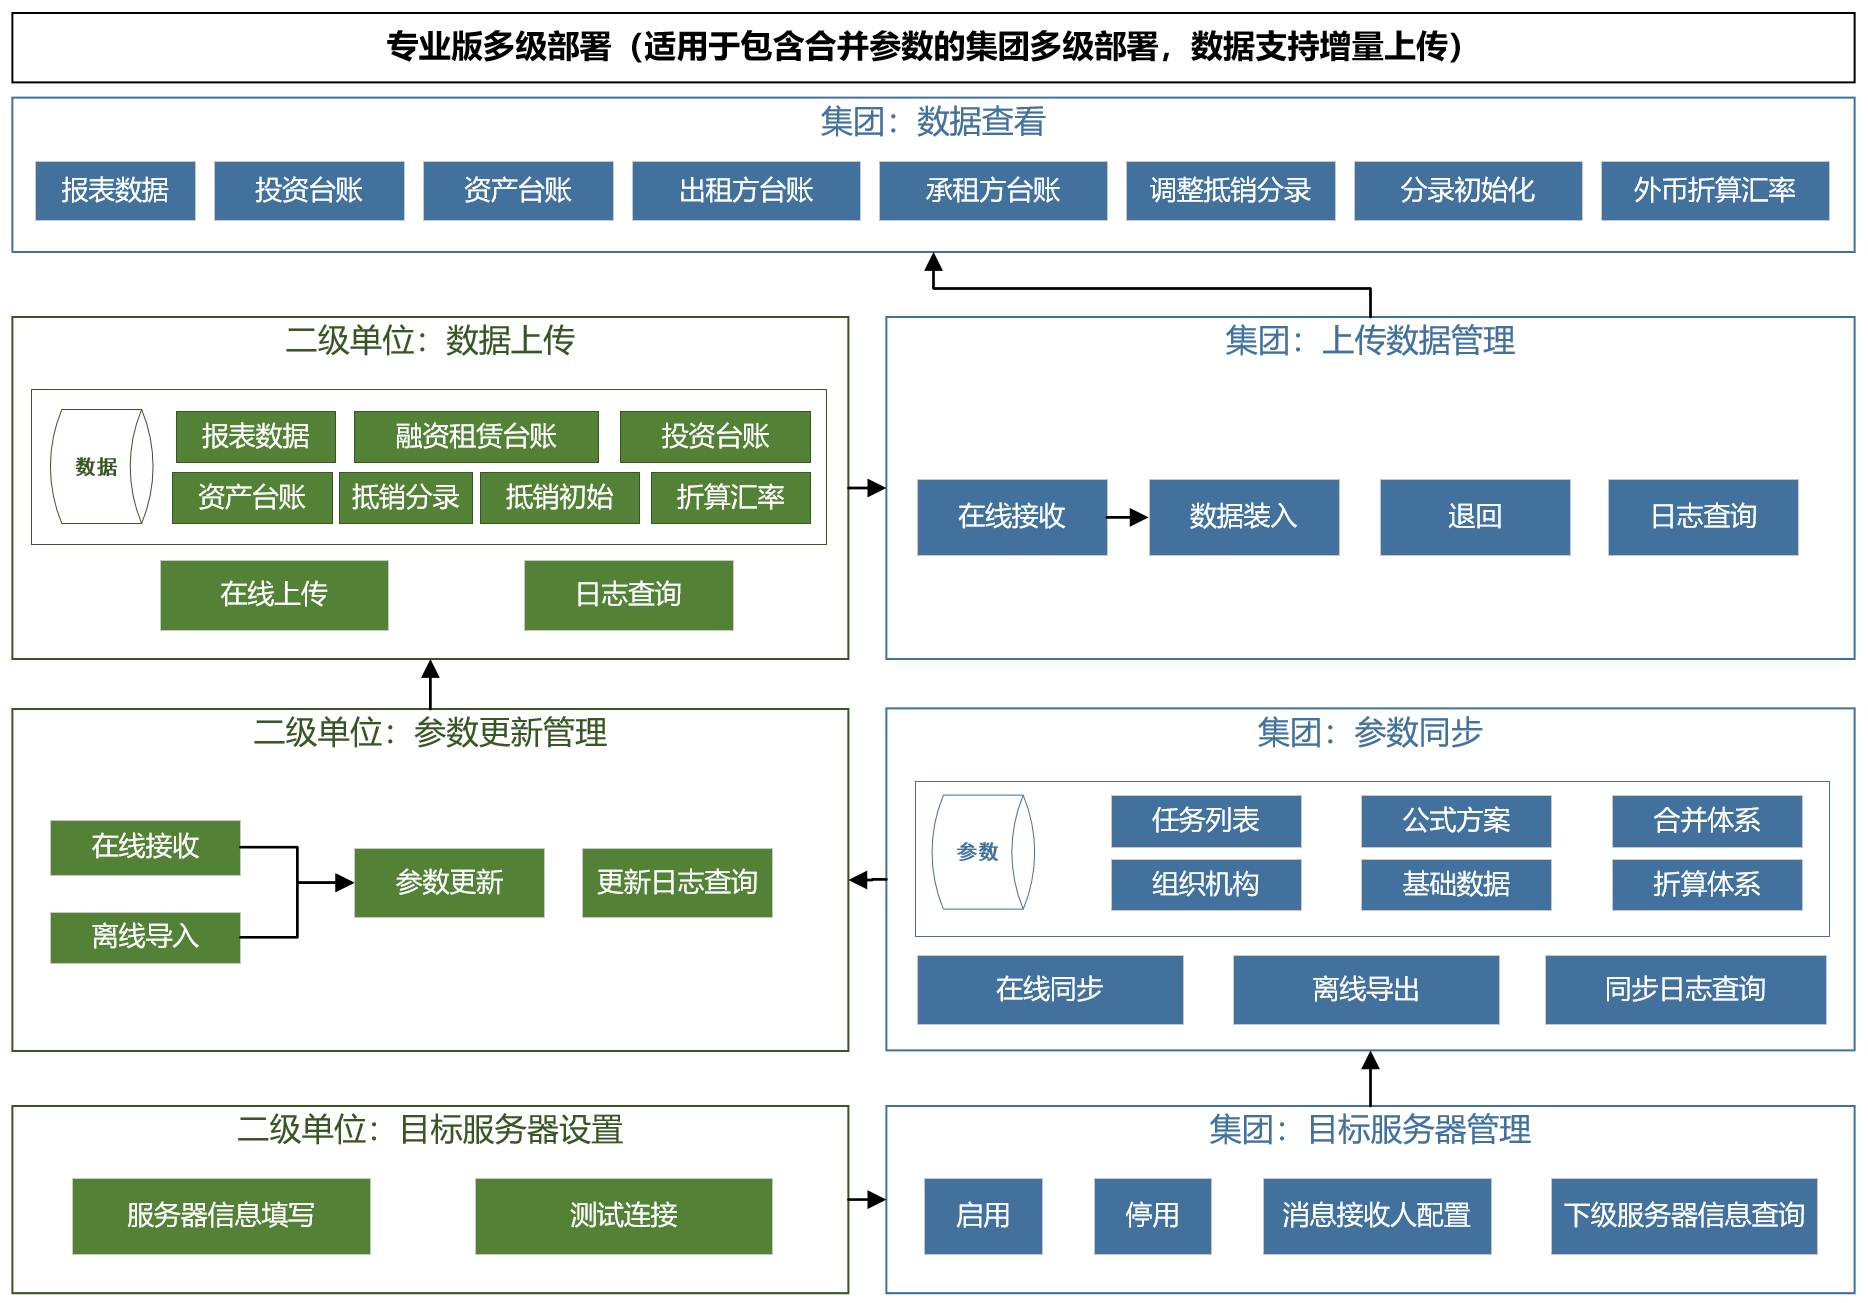 专业版多级部署（适用于包含合并参数的集团多级部署，数据支持增量上传）
集团：数据查看
报表数据
投资台账
资产台账
出租方台账
承租方台账
调整抵销分录
分录初始化
外币折算汇率
二级单位：数据上传
数据
报表数据
融资租赁台账
投资台账
资产台账
抵销分录
抵销初始
折算汇率
在线上传
日志查询
集团：上传数据管理
在线接收
数据装入
退回
日志查询
二级单位：参数更新管理
在线接收
离线导入
参数更新
更新日志查询
集团：参数同步
参数
任务列表
公式方案
合并体系
组织机构
基础数据
折算体系
在线同步
离线导出
同步日志查询
二级单位：目标服务器设置
服务器信息填写
测试连接
集团：目标服务器管理
启用
停用
消息接收人配置
下级服务器信息查询